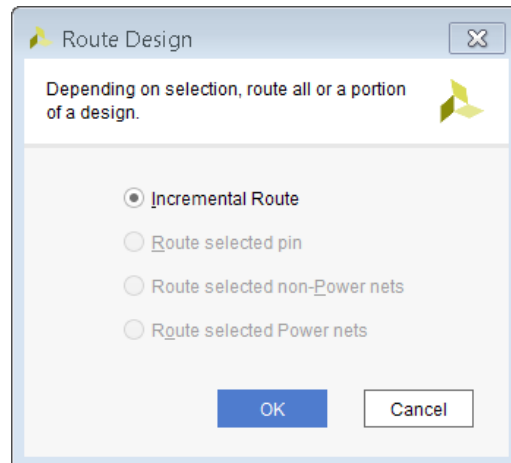 Route Design
Depending on selection, route all or a portion
of a design.
Incremental Route
Route selected pin
Route selected non-Power nets
Route selected Power nets
OK
Cancel